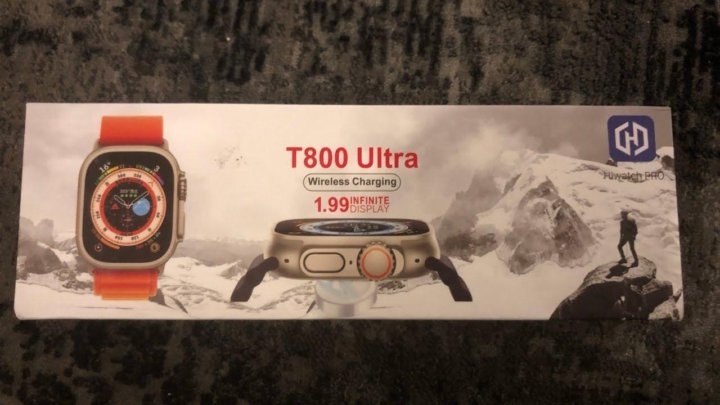 T800 Ultra
Wireless Charging
1.99 INFINITE
DISPLAY
Hiwatch PRO